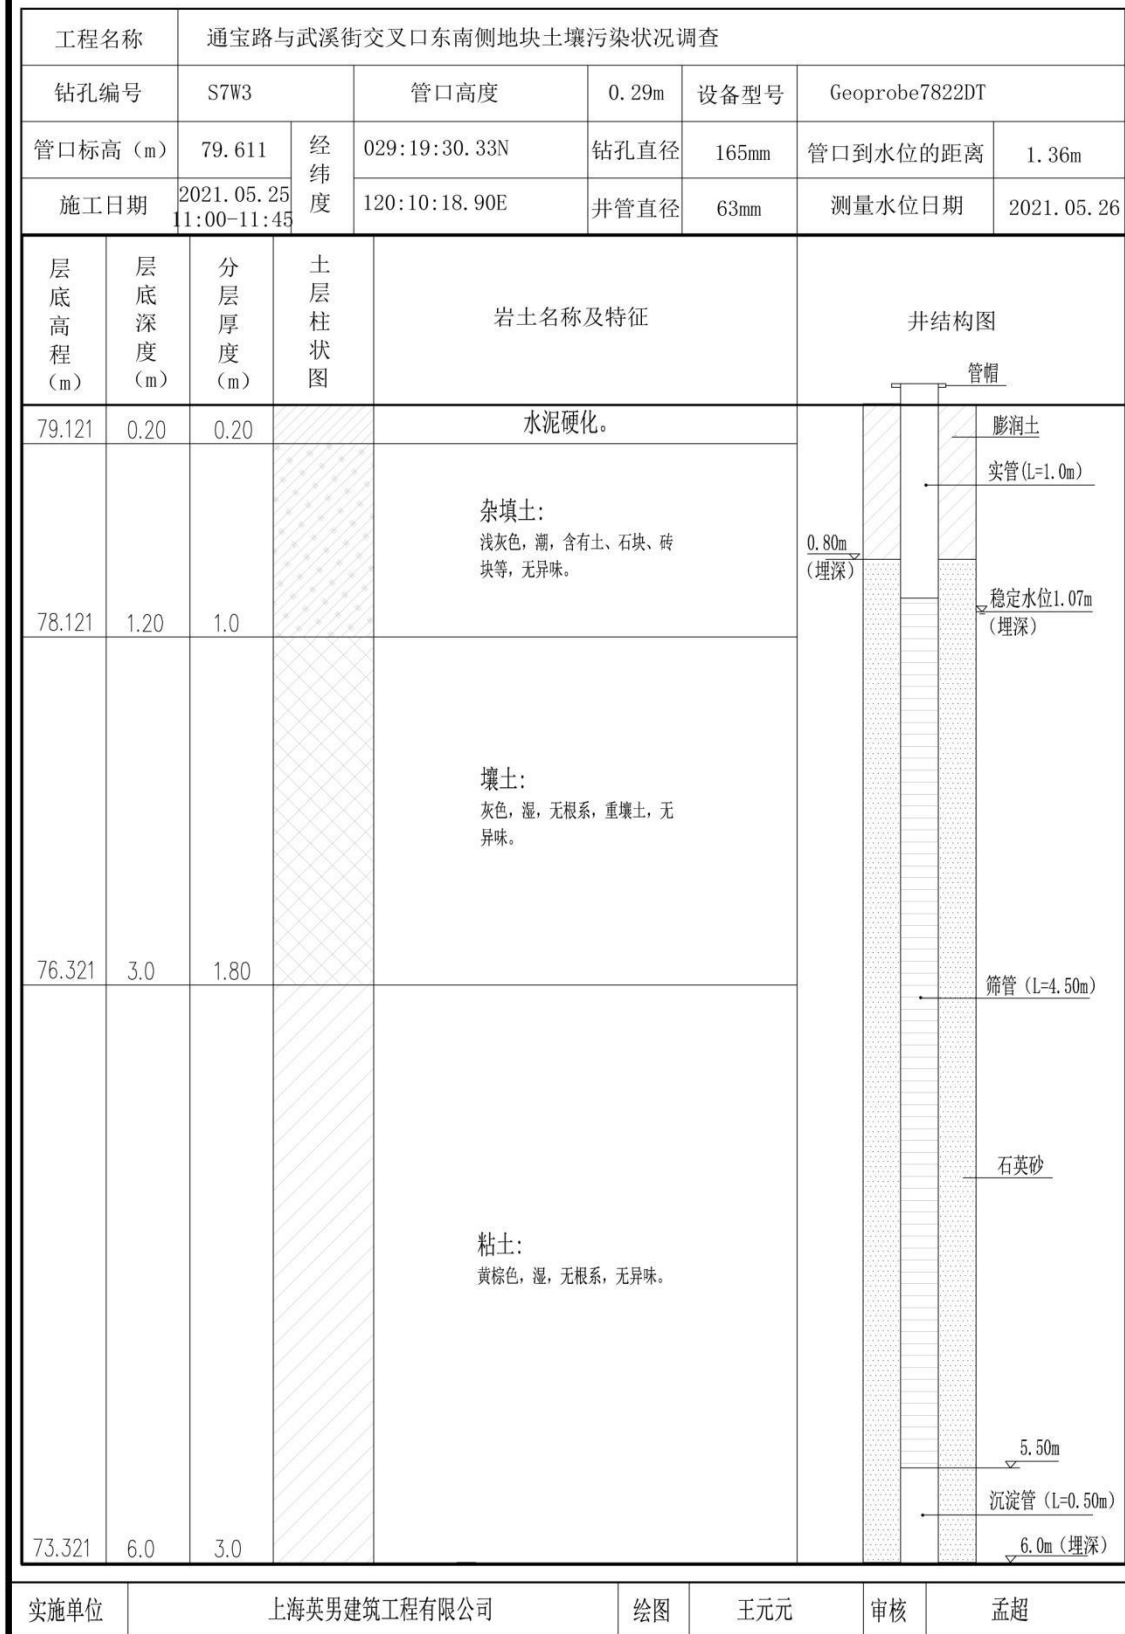 工程名称 通宝路与武溪街交叉口东南侧地块土壤污染状况调查
钻孔编号 S7W3 管口高度 0.29m 设备型号 Geoprobe7822DT
管口标高（m） 79.611 经纬度 029:19:30.33N 钻孔直径 165mm 管口到水位的距离 1.36m
施工日期 2021.05.25 11:00-11:45 120:10:18.90E 井管直径 63mm 测量水位日期 2021.05.26
层底高程（m） 层底深度（m） 分层厚度（m） 土层柱状图 岩土名称及特征 井结构图
管帽
79.121 0.20 0.20 水泥硬化。
膨润土
实管(L=1.0m)
杂填土:
浅灰色，潮，含有土、石块、砖
块等，无异味。
0.80m
（埋深）
稳定水位1.07m
（埋深）
78.121 1.20 1.0
壤土:
灰色，湿，无根系，重壤土，无
异味。
76.321 3.0 1.80
筛管（L=4.50m）
石英砂
粘土:
黄棕色，湿，无根系，无异味。
5.50m
沉淀管（L=0.50m）
73.321 6.0 3.0
6.0m（埋深）
实施单位 上海英男建筑工程有限公司 绘图 王元元 审核 孟超